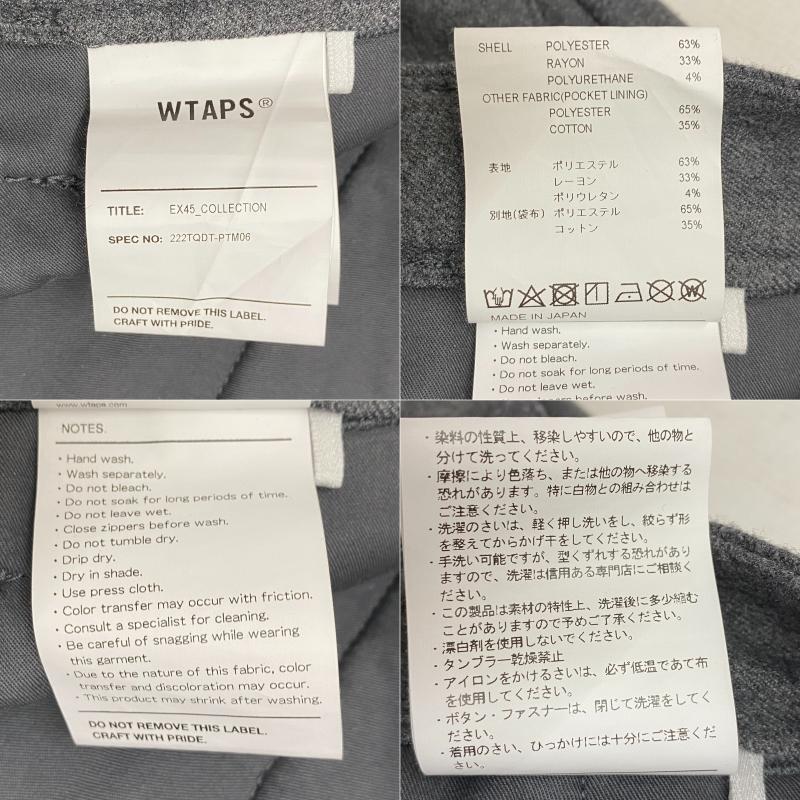 WTAPS®
TITLE: EX45_COLLECTION
SPEC NO: 222TQDT-PTM06
DO NOT REMOVE THIS LABEL.
CRAFT WITH PRIDE.
SHELL POLYESTER 63%
RAYON 33%
POLYURETHANE 4%
OTHER FABRIC(POCKET LINING)
POLYESTER 65%
COTTON 35%
表地 ポリエステル 63%
レーヨン 33%
ポリウレタン 4%
別地(袋布) ポリエステル 65%
コットン 35%
W
MADE IN JAPAN
・Hand wash.
・Wash separately.
・Do not bleach.
・Do not soak for long periods of time.
・Do not leave wet.
・Close zippers before wash.
www.wtaps.com
NOTES.
・Hand wash.
・Wash separately.
・Do not bleach.
・Do not soak for long periods of time.
・Do not leave wet.
・Close zippers before wash.
・Do not tumble dry.
・Drip dry.
・Dry in shade.
・Use press cloth.
・Color transfer may occur with friction.
・Consult a specialist for cleaning.
・Be careful of snagging while wearing
this garment.
・Due to the nature of this fabric, color
transfer and discoloration may occur.
・This product may shrink after washing.
DO NOT REMOVE THIS LABEL.
CRAFT WITH PRIDE.
・染料の性質上、移染しやすいので、他の物と
分けて洗ってください。
・摩擦により色落ち、または他の物へ移染する
恐れがあります。特に白物との組み合わせは
ご注意ください。
・洗濯のさいは、軽く押し洗いをし、絞らず形
を整えてからかげ干をしてください。
・手洗い可能ですが、型くずれする恐れがあり
ますので、洗濯は信用ある専門店にご相談く
ださい。
・この製品は素材の特性上、洗濯後に多少縮む
ことがありますので予めご了承ください。
・漂白剤を使用しないでください。
・タンブラー乾燥禁止
・アイロンをかけるさいは、必ず低温であて布
を使用してください。
・ボタン・ファスナーは、閉じて洗濯をしてく
ださい。
・着用のさい、ひっかけには十分にご注意くだ
さい。